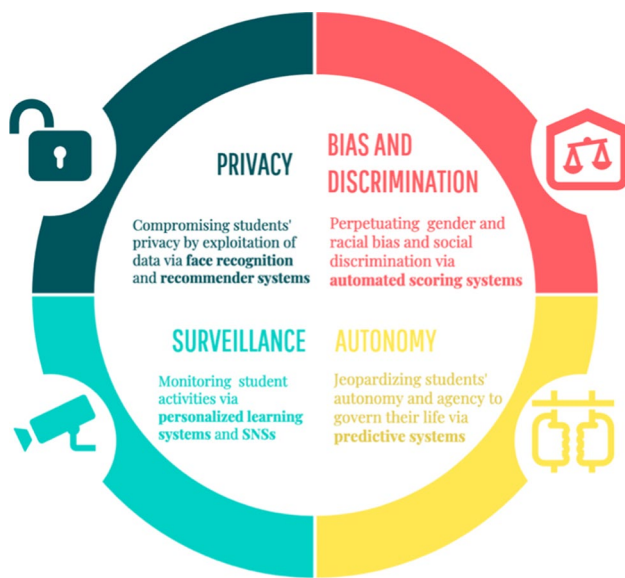 PRIVACY
Compromising students'
privacy by exploitation of
data via face recognition
and recommender systems
BIAS AND
DISCRIMINATION
Perpetuating gender and
racial bias and social
discrimination via
automated scoring systems
SURVEILLANCE
Monitoring student
activities via
personalized learning
systems and SNSs
AUTONOMY
Jeopardizing students'
autonomy and agency to
govern their life via
predictive systems